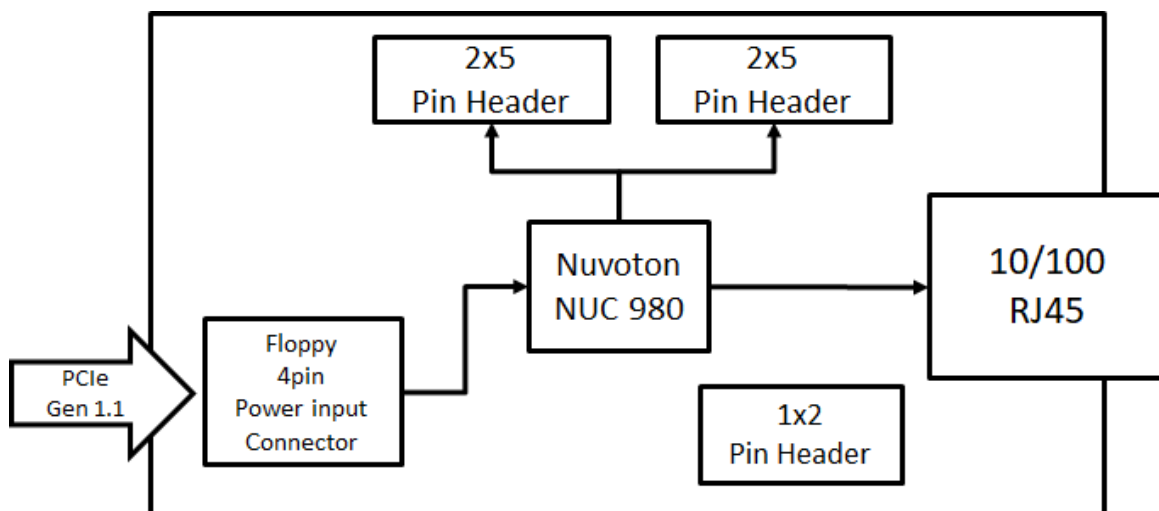 2x5
Pin Header
2x5
Pin Header
Nuvoton
NUC 980
10/100
RJ45
Floppy
4pin
Power input
Connector
PCIe
Gen 1.1
1x2
Pin Header